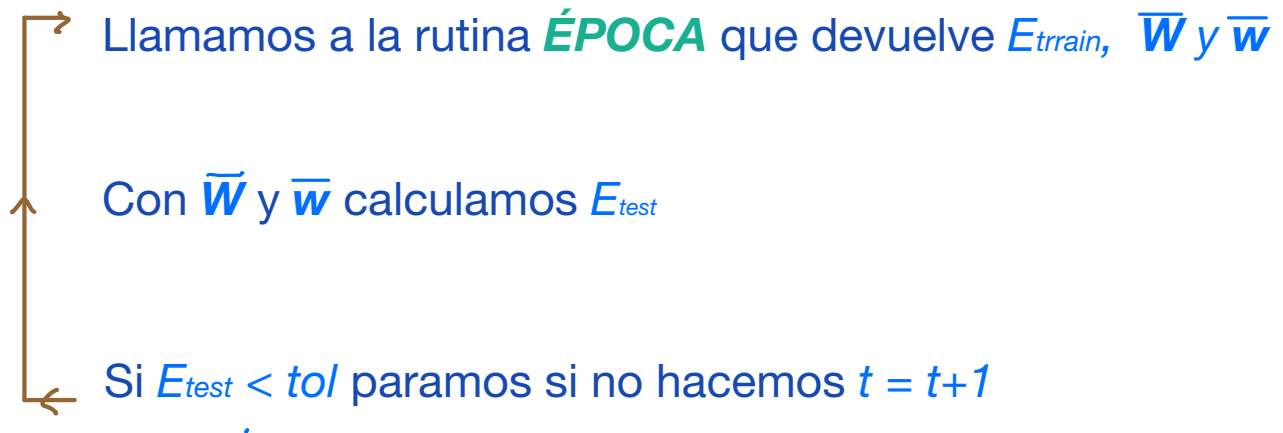 Llamamos a la rutina ÉPOCA que devuelve Etrrain, W̅ y w̅
Con W̅ y w̅ calculamos Etest
Si Etest < tol paramos si no hacemos t = t+1